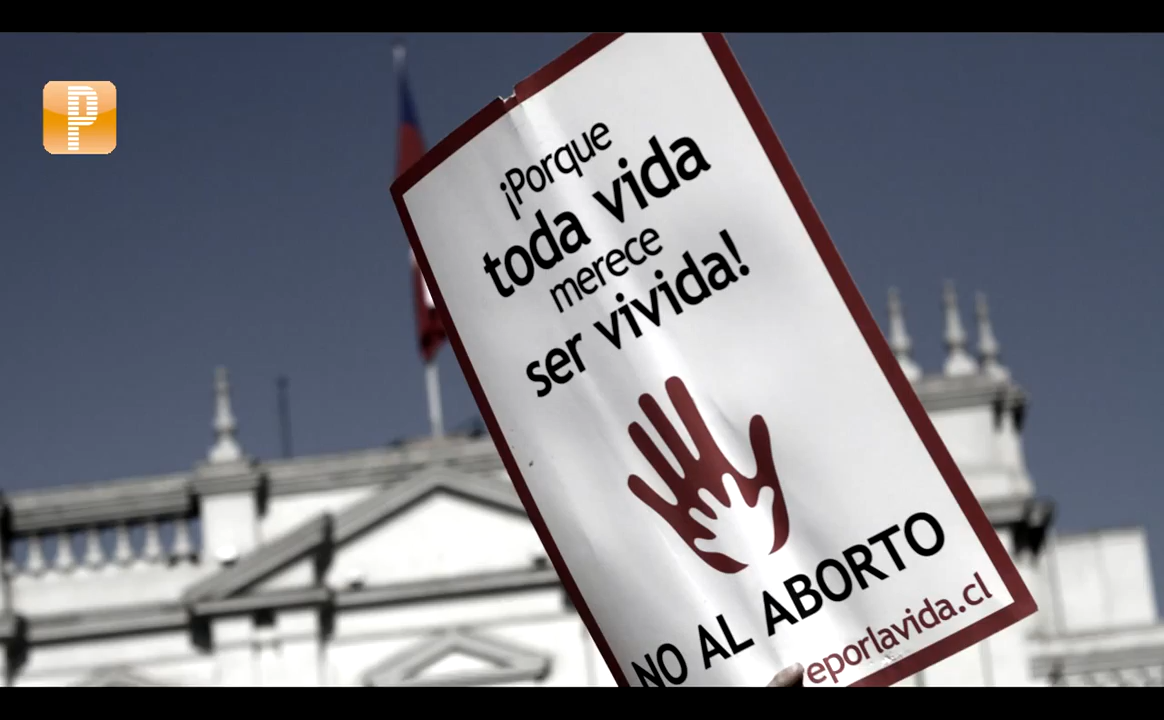 P
¡Porque
toda vida
merece
ser vivida!
NO AL ABORTO
eporlavida.cl